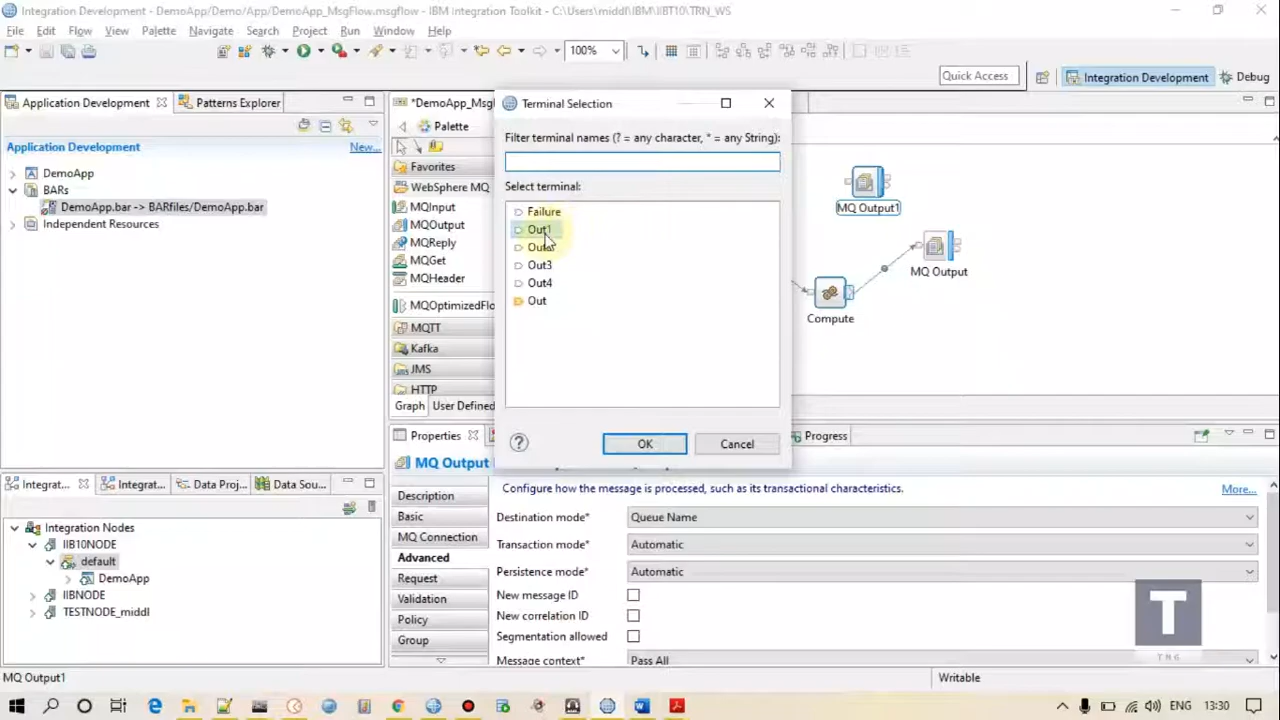 Integration Development - DemoApp/Demo/App/DemoApp_MsgFlow.msgflow - IBM Integration Toolkit - C:\Users\middl\IBM\IIBT10\TRN_WS
File Edit Flow View Palette Navigate Search Project Run Window Help
100%
Quick Access
Integration Development
Debug
Application Development
Patterns Explorer
Application Development
New...
DemoApp
BARs
DemoApp.bar -> BARfiles/DemoApp.bar
Independent Resources
Palette
Favorites
WebSphere MQ
MQInput
MQOutput
MQReply
MQGet
MQHeader
MQTT
Kafka
JMS
HTTP
Graph
Terminal Selection
Filter terminal names (? = any character, * = any String):
Select terminal:
Failure
Out1
Out3
Out4
Out
OK
Cancel
MQ Output1
MQ Output
Compute
Properties
Progress
MQ Output
Configure how the message is processed, such as its transactional characteristics.
More...
Description
Basic
MQ Connection
Advanced
Request
Validation
Policy
Group
Destination mode*
Queue Name
Transaction mode*
Automatic
Persistence mode*
Automatic
New message ID
New correlation ID
Segmentation allowed
Message context*
Pass All
Integrat...
Integrat...
Data Proj...
Data Sou...
Integration Nodes
IIB10NODE
default
DemoApp
IIBNODE
TESTNODE_middl
T
TNG
MQ Output1
Writable
ENG
13:30